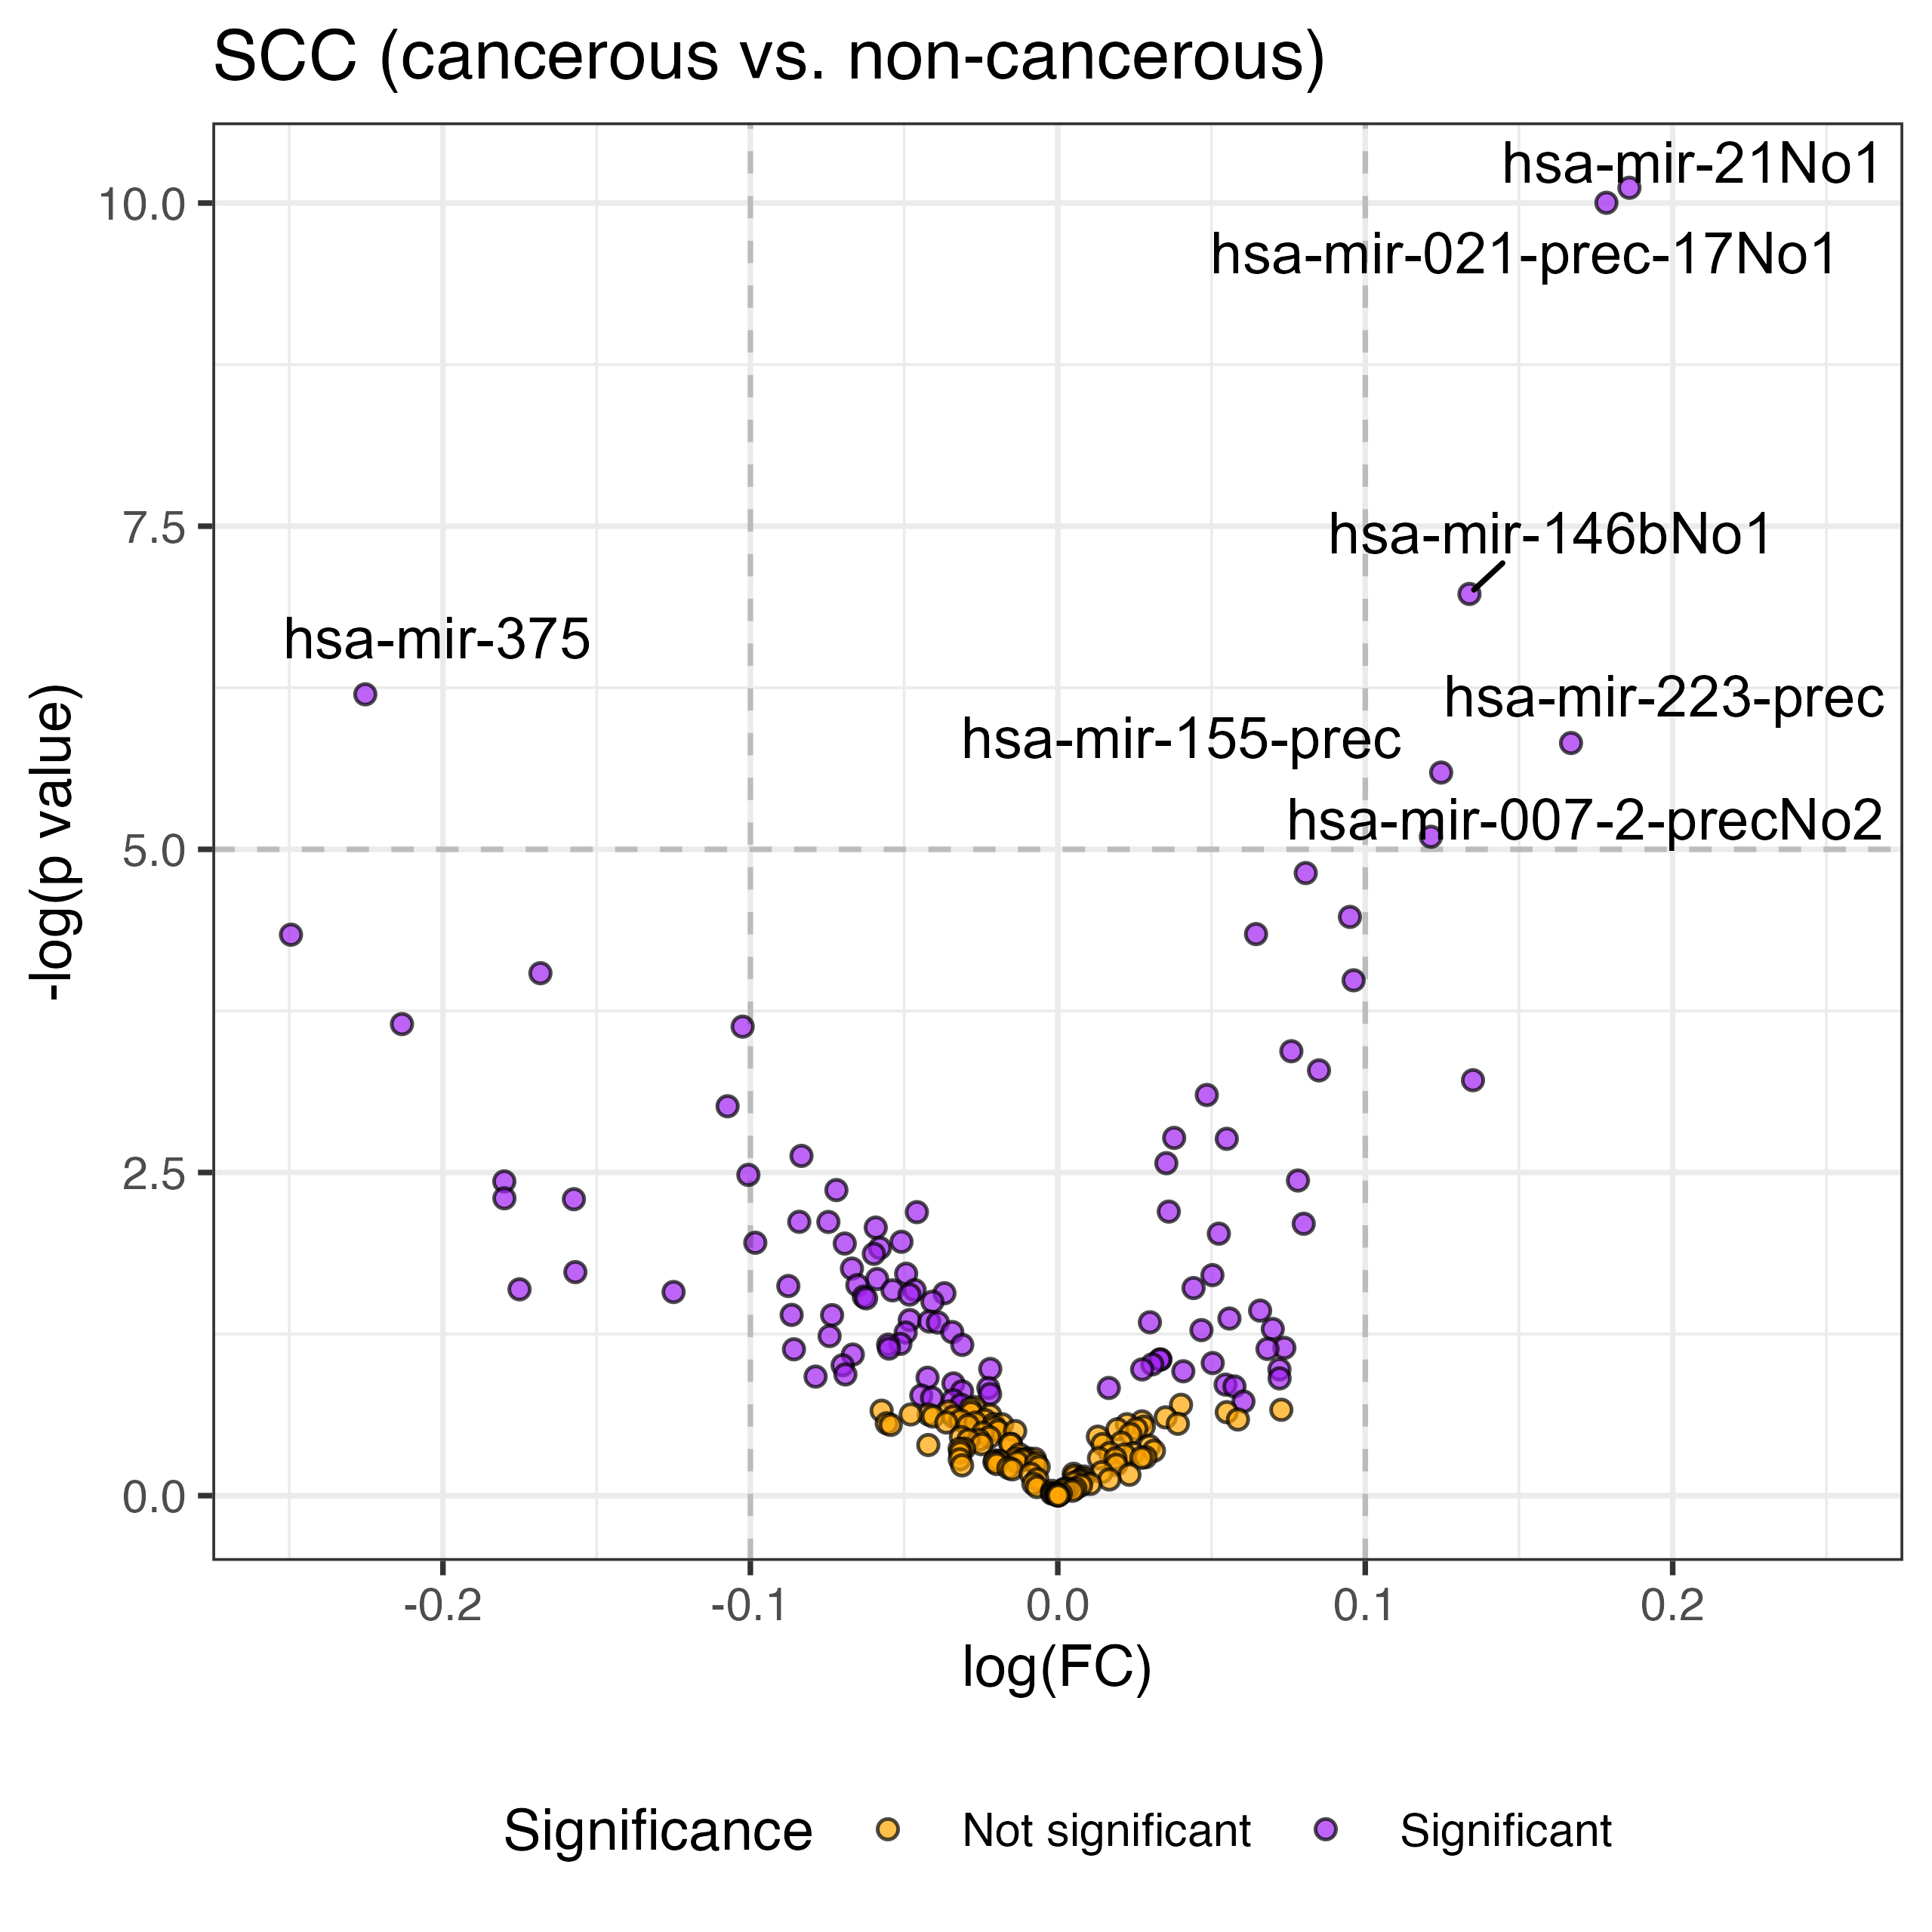 SCC (cancerous vs. non-cancerous)
hsa-mir-21No1
10.0
hsa-mir-021-prec-17No1
7.5
hsa-mir-146bNo1
hsa-mir-375
hsa-mir-223-prec
hsa-mir-155-prec
hsa-mir-007-2-precNo2
5.0
-log(p value)
2.5
0.0
-0.2 -0.1 0.0 0.1 0.2
log(FC)
Significance Not significant Significant